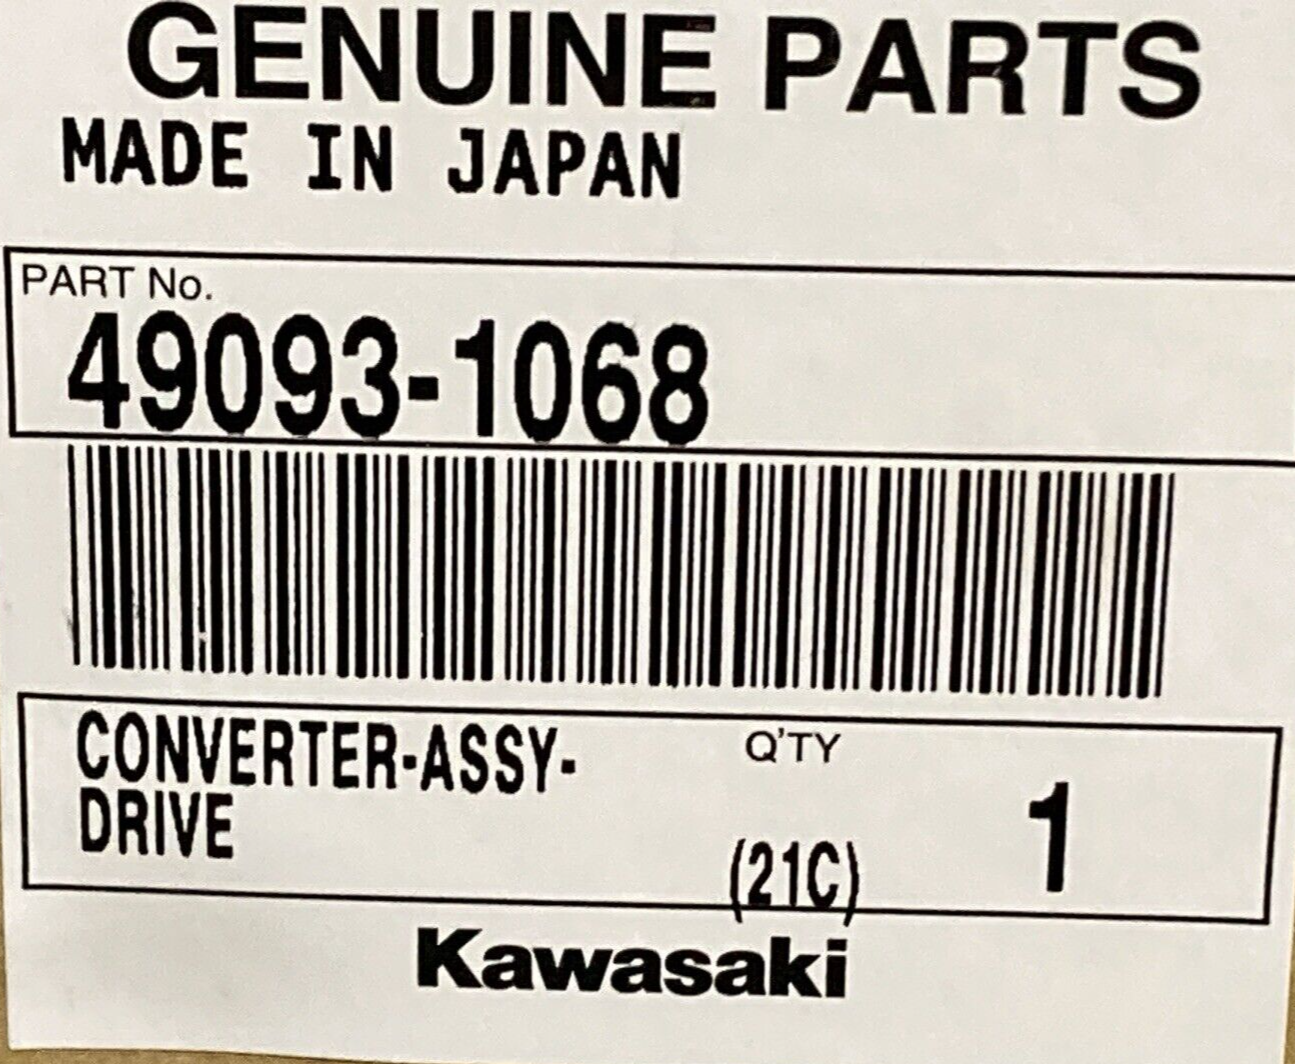 GENUINE PARTS
MADE IN JAPAN
PART No.
49093-1068
CONVERTER-ASSY-
DRIVE
Q'TY
(21C)
1
Kawasaki